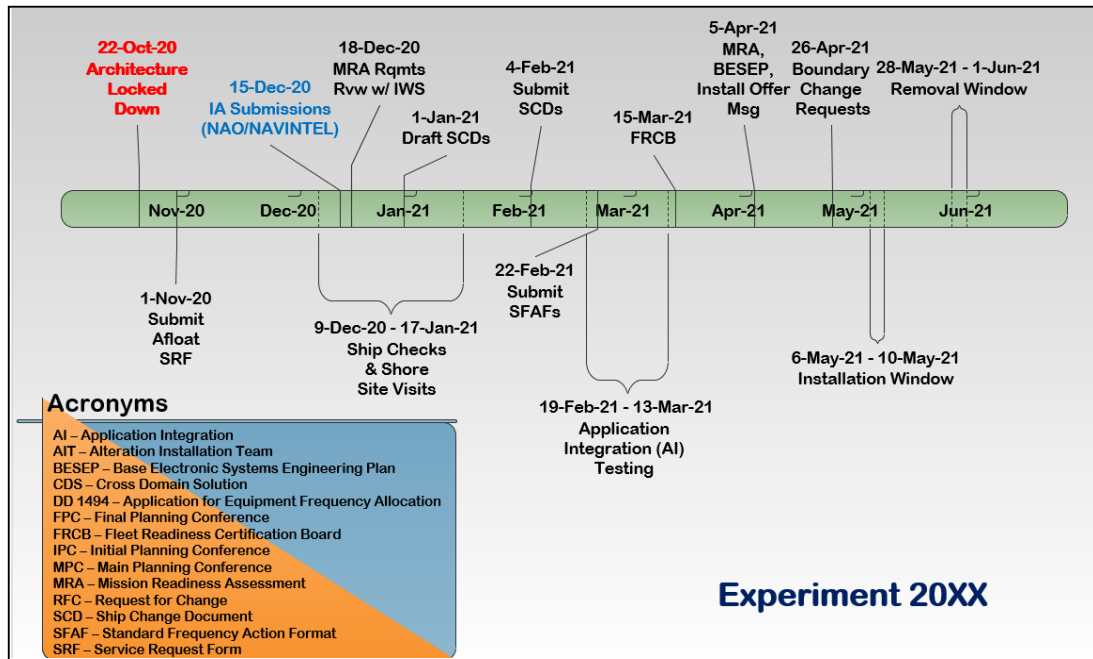 22-Oct-20
Architecture
Locked
Down
15-Dec-20
IA Submissions
(NAO/NAVINTEL)
18-Dec-20
MRA Rqmts
Rvw w/ IWS
1-Jan-21
Draft SCDs
4-Feb-21
Submit
SCDs
15-Mar-21
FRCB
5-Apr-21
MRA,
BESEP,
Install Offer
Msg
26-Apr-21
Boundary
Change
Requests
28-May-21 - 1-Jun-21
Removal Window
Nov-20
Dec-20
Jan-21
Feb-21
Mar-21
Apr-21
May-21
Jun-21
1-Nov-20
Submit
Afloat
SRF
9-Dec-20 - 17-Jan-21
Ship Checks
& Shore
Site Visits
22-Feb-21
Submit
SFAFs
19-Feb-21 - 13-Mar-21
Application
Integration (AI)
Testing
6-May-21 - 10-May-21
Installation Window
Acronyms
AI – Application Integration
AIT – Alteration Installation Team
BESEP – Base Electronic Systems Engineering Plan
CDS – Cross Domain Solution
DD 1494 – Application for Equipment Frequency Allocation
FPC – Final Planning Conference
FRCB – Fleet Readiness Certification Board
IPC – Initial Planning Conference
MPC – Main Planning Conference
MRA – Mission Readiness Assessment
RFC – Request for Change
SCD – Ship Change Document
SFAF – Standard Frequency Action Format
SRF – Service Request Form
Experiment 20XX